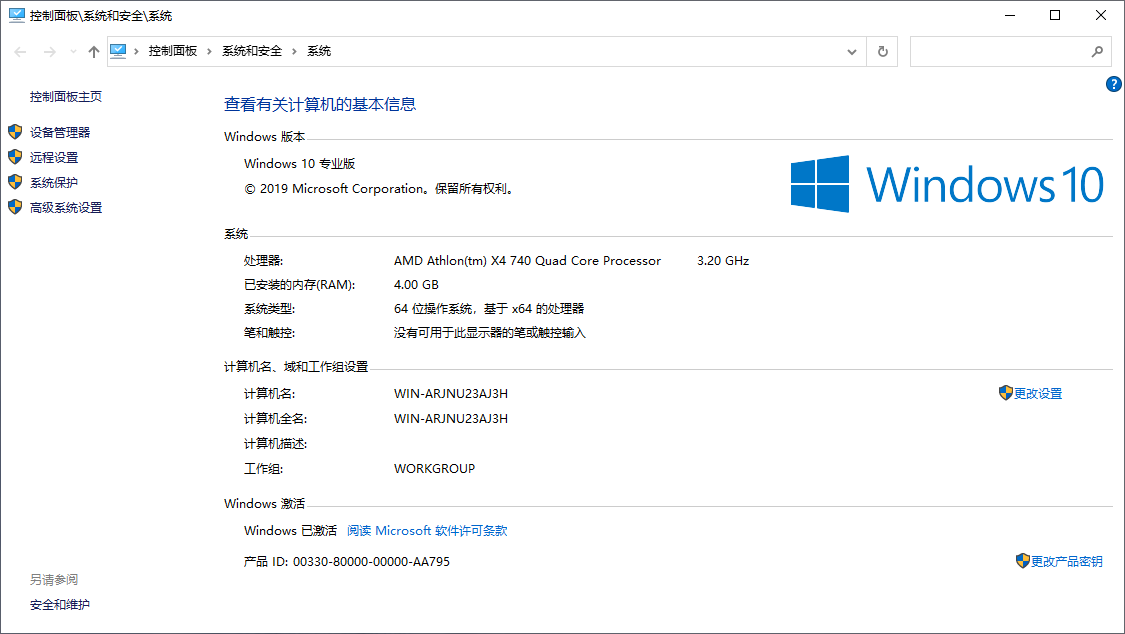 控制面板\系统和安全\系统
控制面板 › 系统和安全 › 系统
控制面板主页
设备管理器
远程设置
系统保护
高级系统设置
查看有关计算机的基本信息
Windows 版本
Windows 10 专业版
© 2019 Microsoft Corporation。保留所有权利。
Windows 10
系统
处理器: AMD Athlon(tm) X4 740 Quad Core Processor 3.20 GHz
已安装的内存(RAM): 4.00 GB
系统类型: 64 位操作系统，基于 x64 的处理器
笔和触控: 没有可用于此显示器的笔或触控输入
计算机名、域和工作组设置
计算机名: WIN-ARJNU23AJ3H
更改设置
计算机全名: WIN-ARJNU23AJ3H
计算机描述:
工作组: WORKGROUP
Windows 激活
Windows 已激活 阅读 Microsoft 软件许可条款
产品 ID: 00330-80000-00000-AA795
更改产品密钥
另请参阅
安全和维护